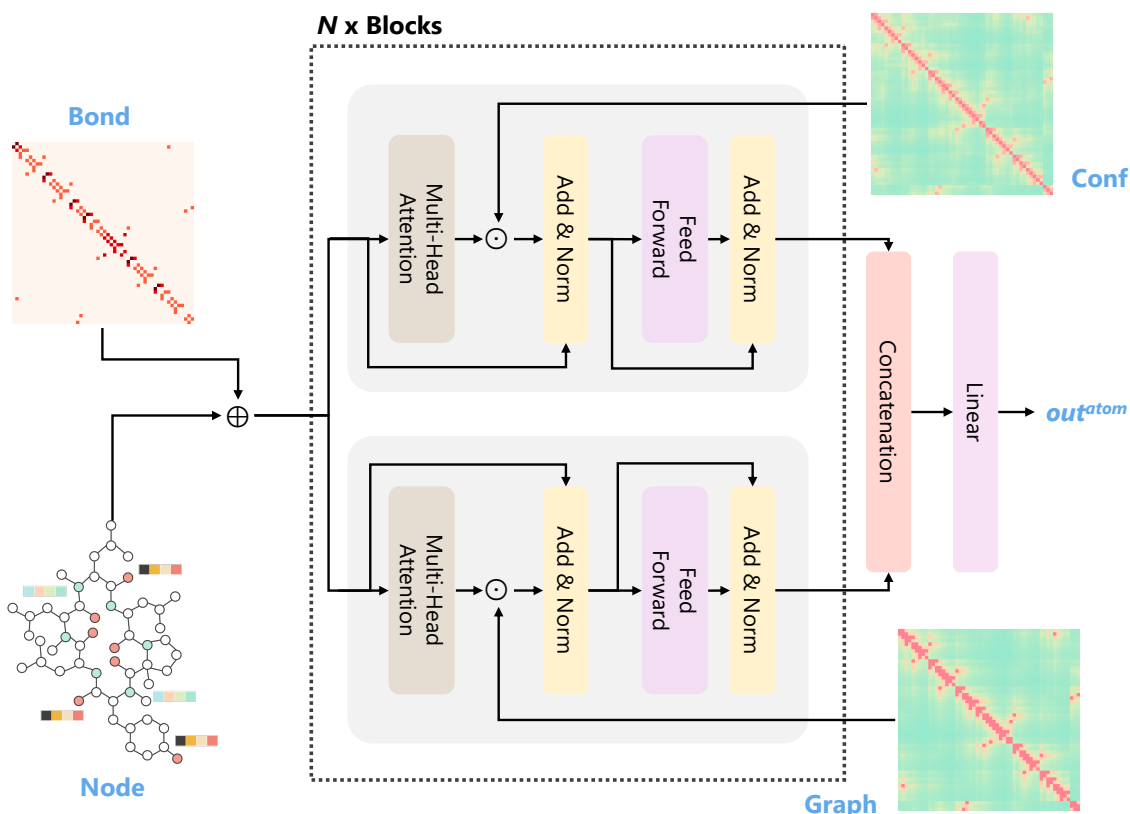 N x Blocks
Bond
Conf
Multi-Head
Attention
Add & Norm
Feed
Forward
Add & Norm
Concatenation
Linear
out^atom
Multi-Head
Attention
Add & Norm
Feed
Forward
Add & Norm
Node
Graph